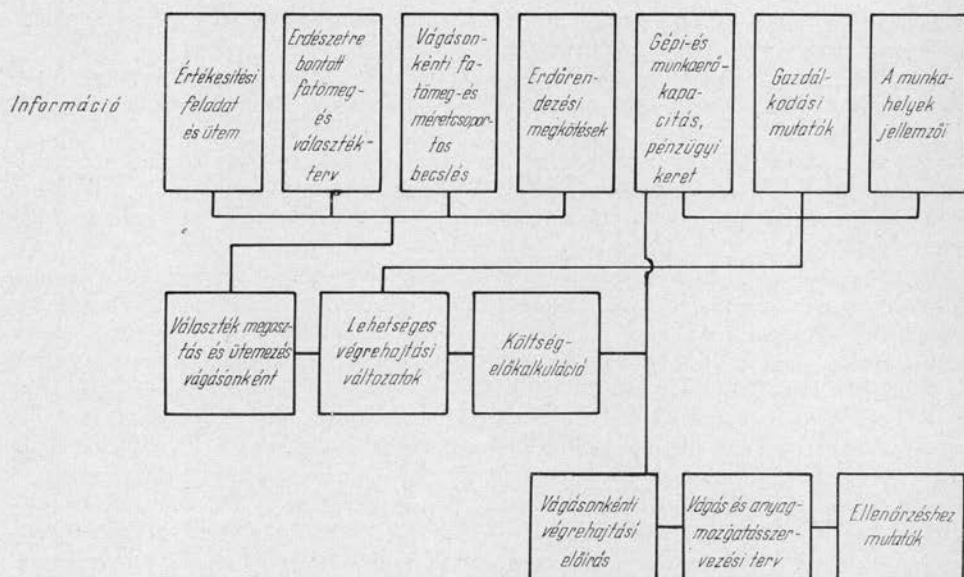 Információ
Értékesítési
feladat
és ütem
Erdészetre
bontott
fatömeg-
és
választék-
terv
Vágáson-
kénti fa-
tömeg-és
méretcsopor-
tos
becslés
Erdőren-
dezési
megkötések
Gépi-és
munkaerő-
kapa-
citás,
pénzügyi
keret
Gazdál-
kodási
mutatók
A munka-
helyek
jellemzői
Választék megosz-
tás és ütemezés
vágásonként
Lehetséges
végrehajtási
változatok
Költség-
előkalkuláció
Vágásonkénti
végrehajtási
előírás
Vágás és anyag-
mozgatásszer-
vezési terv
Ellenőrzéshez
mutatók